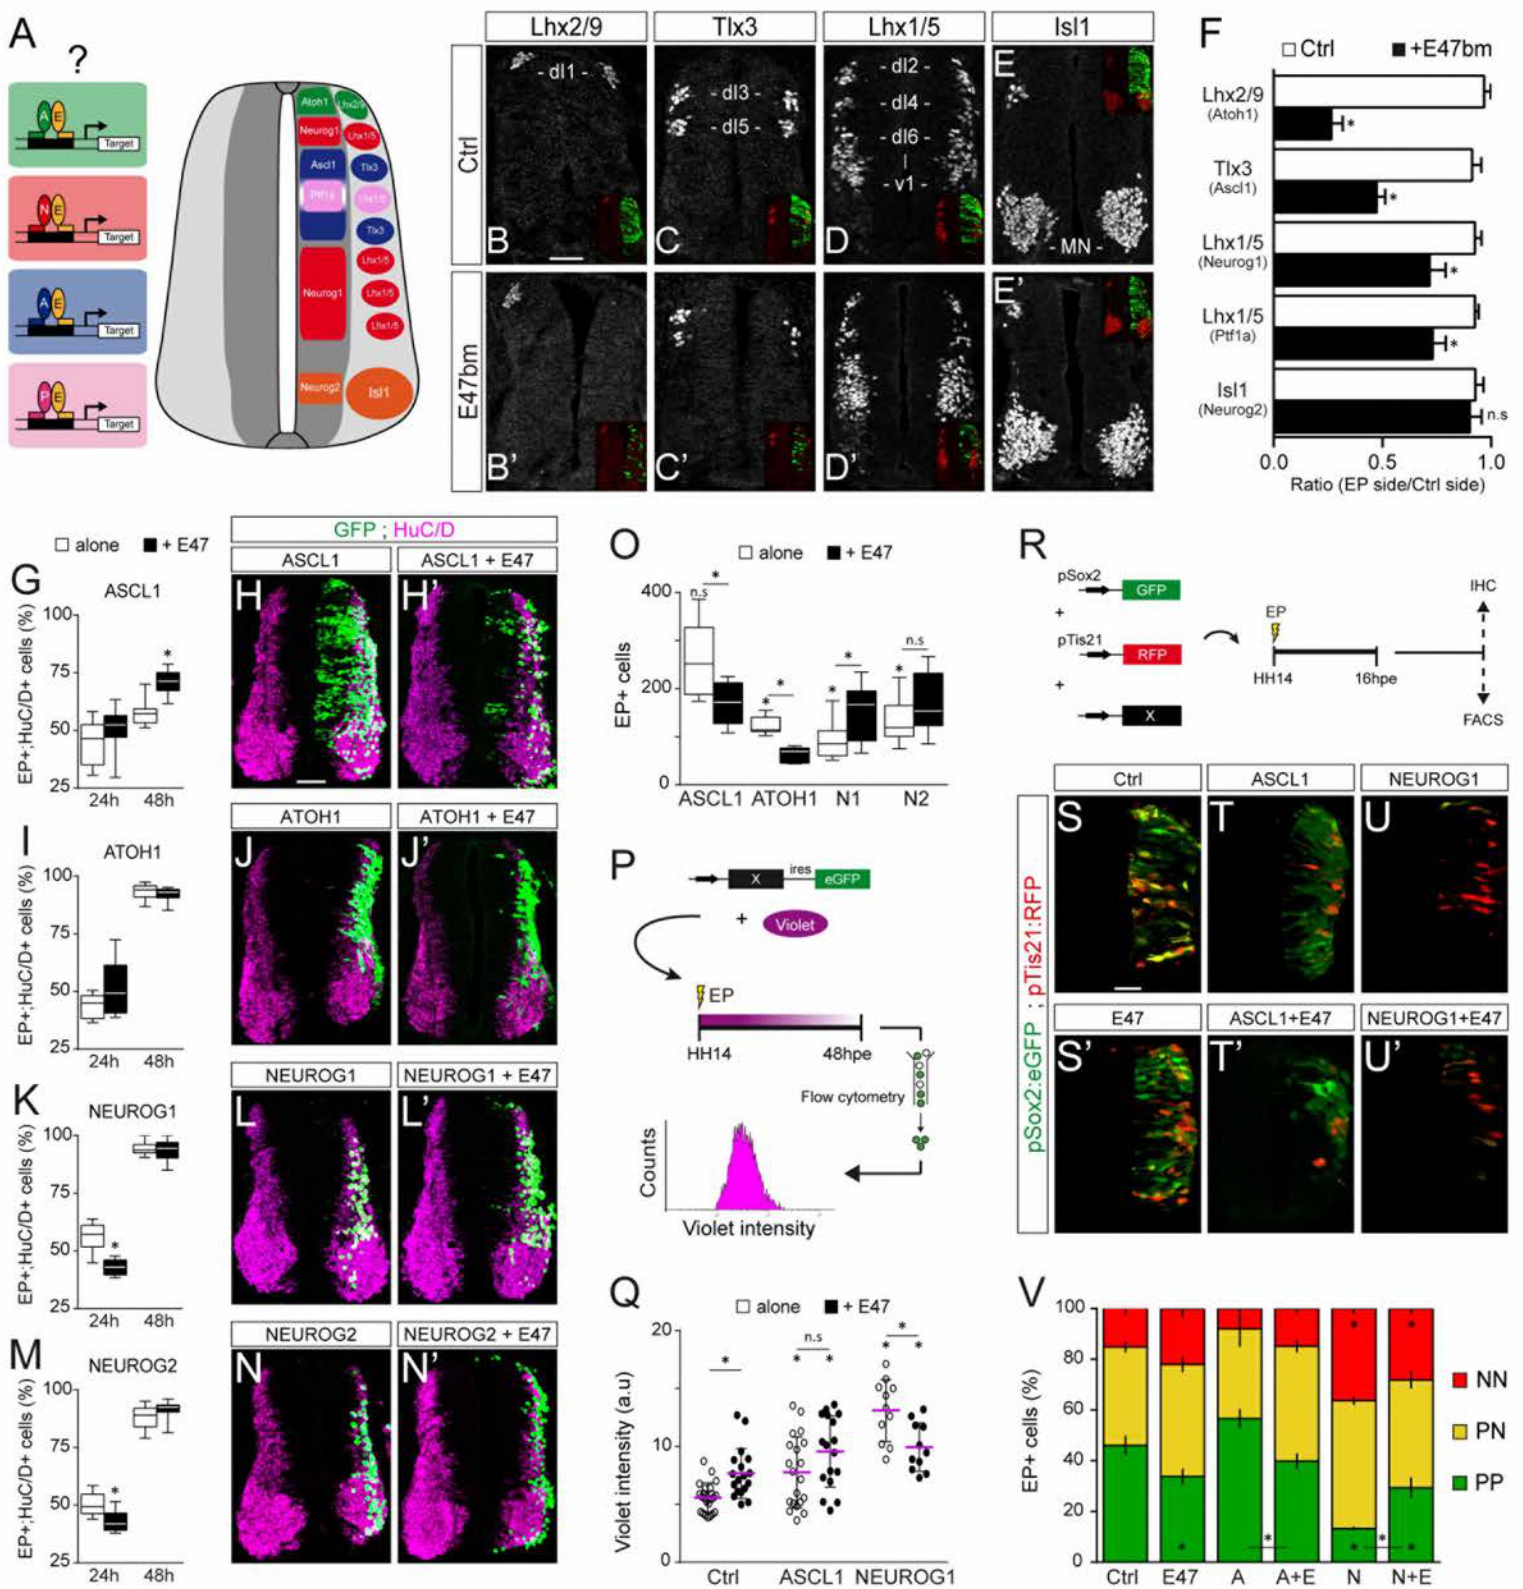 A
?
A E
Target
N E
Target
A E
Target
P E
Target
Atoh1 Lhx2/9
Neurog1 Lhx1/5
Ascl1 Tlx3
Ptf1a Lhx1/5
Tlx3
Lhx1/5
Neurog1 Lhx1/5
Lhx1/5
Neurog2 Isl1
Lhx2/9 Tlx3 Lhx1/5 Isl1
Ctrl
- dI1 -
B
- dI3 -
- dI5 -
C
- dI2 -
- dI4 -
- dI6 -
- v1 -
D
E
- MN -
E47bm
B'
C'
D'
E'
F
Ctrl +E47bm
Lhx2/9
(Atoh1)
*
Tlx3
(Ascl1)
*
Lhx1/5
(Neurog1)
*
Lhx1/5
(Ptf1a)
*
Isl1
(Neurog2)
n.s
0.0 0.5 1.0
Ratio (EP side/Ctrl side)
alone + E47
G
ASCL1
EP+;HuC/D+ cells (%)
100
75
50
25
*
24h 48h
GFP ; HuC/D
ASCL1 ASCL1 + E47
H H'
I
ATOH1
EP+;HuC/D+ cells (%)
100
75
50
25
24h 48h
ATOH1 ATOH1 + E47
J J'
K
NEUROG1
EP+;HuC/D+ cells (%)
100
75
50
25
*
24h 48h
NEUROG1 NEUROG1 + E47
L L'
M
NEUROG2
EP+;HuC/D+ cells (%)
100
75
50
25
*
24h 48h
NEUROG2 NEUROG2 + E47
N N'
O
alone + E47
EP+ cells
400
200
0
*
n.s
*
*
*
*
n.s
*
ASCL1 ATOH1 N1 N2
P
X ires eGFP
+ Violet
EP
HH14 48hpe
Flow cytometry
Counts
Violet intensity
Q
alone + E47
Violet intensity (a.u)
20
10
0
*
n.s
* *
*
* *
Ctrl ASCL1 NEUROG1
R
pSox2
GFP
+
pTis21
RFP
+
X
EP
HH14 16hpe
IHC
FACS
pSox2:eGFP ; pTis21:RFP
Ctrl ASCL1 NEUROG1
S T U
E47 ASCL1+E47 NEUROG1+E47
S' T' U'
V
EP+ cells (%)
100
80
60
40
20
0
* *
* * * * *
Ctrl E47 A A+E N N+E
NN
PN
PP